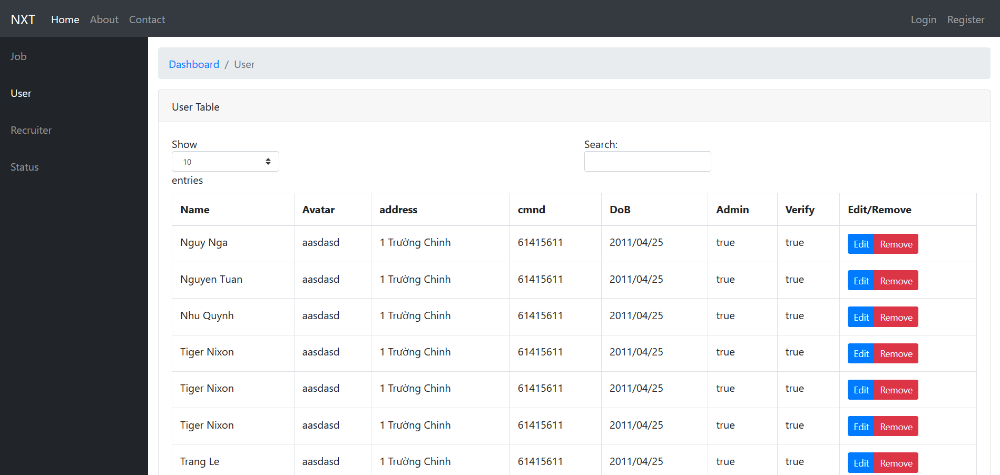 NXT Home About Contact Login Register
Job
User
Recruiter
Status
Dashboard / User
User Table
Show
10
entries
Search:
Name Avatar address cmnd DoB Admin Verify Edit/Remove
Nguy Nga aasdasd 1 Trường Chinh 61415611 2011/04/25 true true Edit Remove
Nguyen Tuan aasdasd 1 Trường Chinh 61415611 2011/04/25 true true Edit Remove
Nhu Quynh aasdasd 1 Trường Chinh 61415611 2011/04/25 true true Edit Remove
Tiger Nixon aasdasd 1 Trường Chinh 61415611 2011/04/25 true true Edit Remove
Tiger Nixon aasdasd 1 Trường Chinh 61415611 2011/04/25 true true Edit Remove
Tiger Nixon aasdasd 1 Trường Chinh 61415611 2011/04/25 true true Edit Remove
Trang Le aasdasd 1 Trường Chinh 61415611 2011/04/25 true true Edit Remove